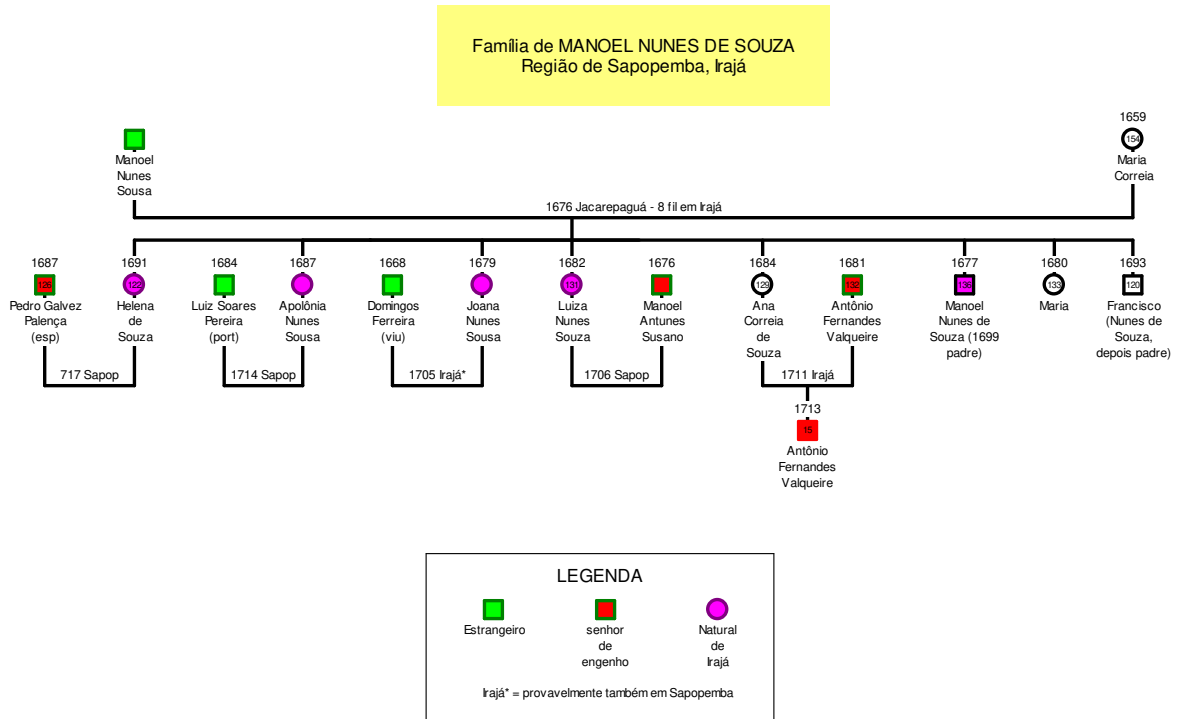 Família de MANOEL NUNES DE SOUZA
Região de Sapopemba, Irajá
1659
154
Manoel
Nunes
Sousa
Maria
Correia
1676 Jacarepaguá - 8 fil em Irajá
1687
126
Pedro Galvez
Palença
(esp)
1691
122
Helena
de
Souza
1684
Luiz Soares
Pereira
(port)
1687
Apolônia
Nunes
Sousa
1668
Domingos
Ferreira
(viu)
1679
Joana
Nunes
Sousa
1682
131
Luiza
Nunes
Souza
1676
Manoel
Antunes
Susano
1684
129
Ana
Correia
de
Souza
1681
132
Antônio
Fernandes
Valqueire
1677
136
Manoel
Nunes de
Souza (1699
padre)
1680
133
Maria
1693
120
Francisco
(Nunes de
Souza,
depois padre)
717 Sapop
1714 Sapop
1705 Irajá*
1706 Sapop
1711 Irajá
1713
15
Antônio
Fernandes
Valqueire
LEGENDA
Estrangeiro
senhor
de
engenho
Natural
de
Irajá
Irajá* = provavelmente também em Sapopemba